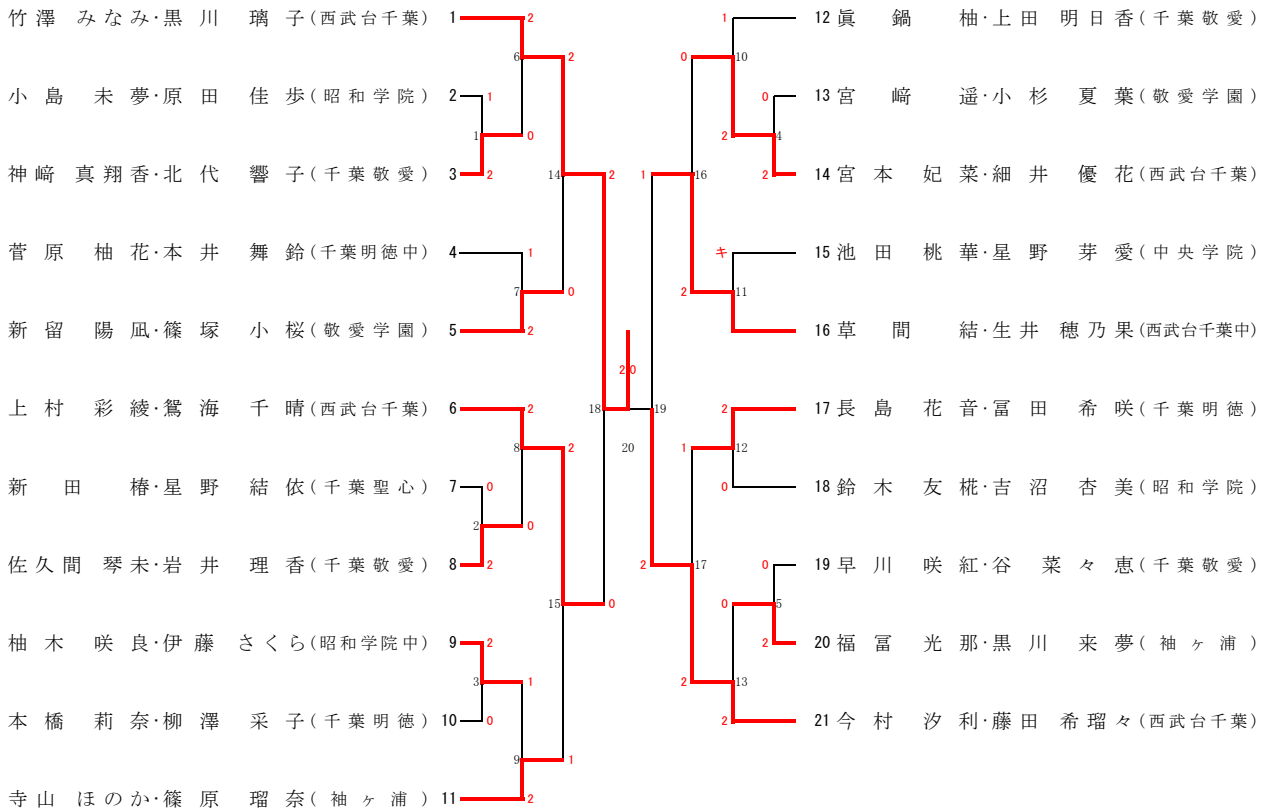 竹澤 みなみ・黒川 璃子(西武台千葉) 1
小島 未夢・原田 佳歩(昭和学院) 2
神﨑 真翔香・北代 響子(千葉敬愛) 3
菅原 柚花・本井 舞鈴(千葉明徳中) 4
新留 陽凪・篠塚 小桜(敬愛学園) 5
上村 彩綾・鴛海 千晴(西武台千葉) 6
新田 椿・星野 結依(千葉聖心) 7
佐久間 琴未・岩井 理香(千葉敬愛) 8
柚木 咲良・伊藤 さくら(昭和学院中) 9
本橋 莉奈・柳澤 采子(千葉明徳) 10
寺山 ほのか・篠原 瑠奈(袖ヶ浦) 11
2
6
2
1
1
0
2
14
2
1
7
0
2
2
8
2
0
2
0
2
15
0
2
3
1
0
9
1
2
18
2 0
19
20
12 眞鍋 柚・上田 明日香(千葉敬愛)
13 宮﨑 遥・小杉 夏葉(敬愛学園)
14 宮本 妃菜・細井 優花(西武台千葉)
15 池田 桃華・星野 芽愛(中央学院)
16 草間 結・生井 穂乃果(西武台千葉中)
17 長島 花音・冨田 希咲(千葉明徳)
18 鈴木 友椛・吉沼 杏美(昭和学院)
19 早川 咲紅・谷 菜々恵(千葉敬愛)
20 福冨 光那・黒川 来夢(袖ヶ浦)
21 今村 汐利・藤田 希瑠々(西武台千葉)
1
0
10
0
2
4
1
16
2
キ
2
11
2
1
12
0
2
17
0
0
5
2
2
13
2